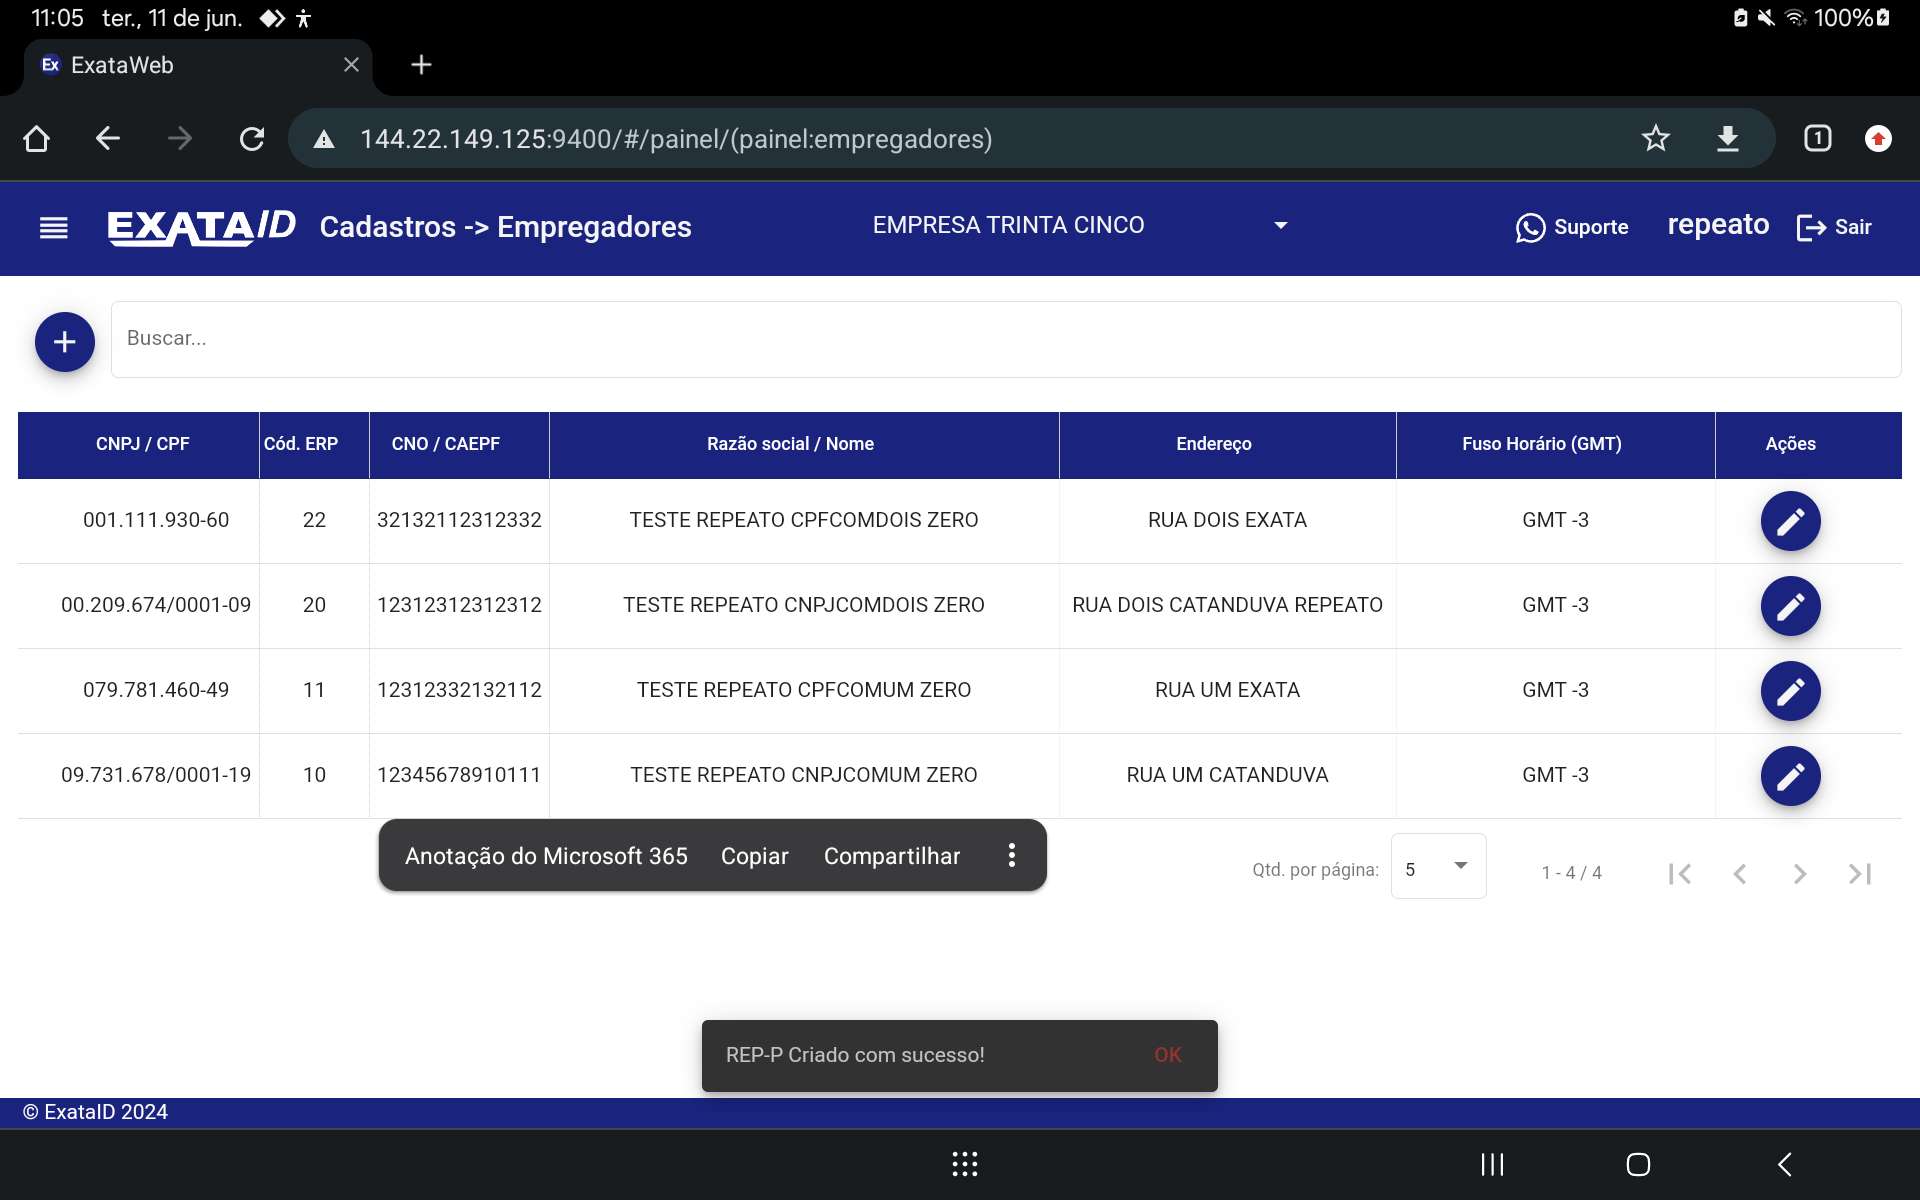 11:05 ter., 11 de jun. 100%
Ex ExataWeb
144.22.149.125:9400/#/painel/(painel:empregadores) 1
EXATAID Cadastros -> Empregadores EMPRESA TRINTA CINCO Suporte repeato Sair
Buscar...
CNPJ / CPF Cód. ERP CNO / CAEPF Razão social / Nome Endereço Fuso Horário (GMT) Ações
001.111.930-60 22 32132112312332 TESTE REPEATO CPFCOMDOIS ZERO RUA DOIS EXATA GMT -3
00.209.674/0001-09 20 12312312312312 TESTE REPEATO CNPJCOMDOIS ZERO RUA DOIS CATANDUVA REPEATO GMT -3
079.781.460-49 11 12312332132112 TESTE REPEATO CPFCOMUM ZERO RUA UM EXATA GMT -3
09.731.678/0001-19 10 12345678910111 TESTE REPEATO CNPJCOMUM ZERO RUA UM CATANDUVA GMT -3
Anotação do Microsoft 365 Copiar Compartilhar
Qtd. por página: 5 1 - 4 / 4
REP-P Criado com sucesso! OK
© ExataID 2024